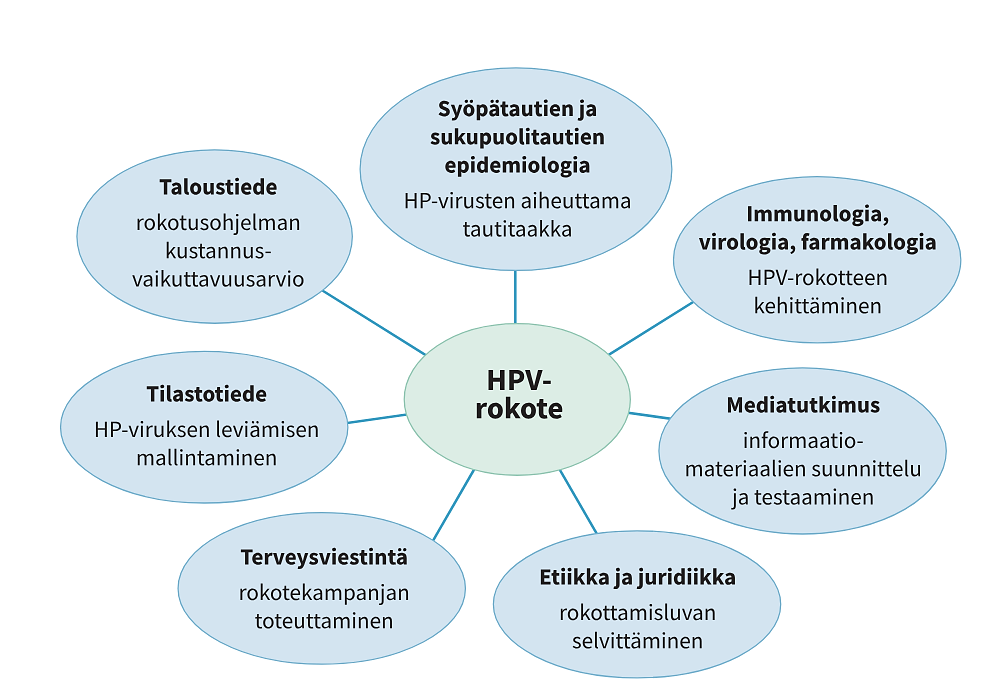 Syöpätautien ja
sukupuolitautien
epidemiologia
HP-virusten aiheuttama
tautitaakka
Taloustiede
rokotusohjelman
kustannus-
vaikuttavuusarvio
Immunologia,
virologia, farmakologia
HPV-rokotteen
kehittäminen
HPV-
rokote
Tilastotiede
HP-viruksen leviämisen
mallintaminen
Mediatutkimus
informaatio-
materiaalien suunnittelu
ja testaaminen
Terveysviestintä
rokotekampanjan
toteuttaminen
Etiikka ja juridiikka
rokottamisluvan
selvittäminen